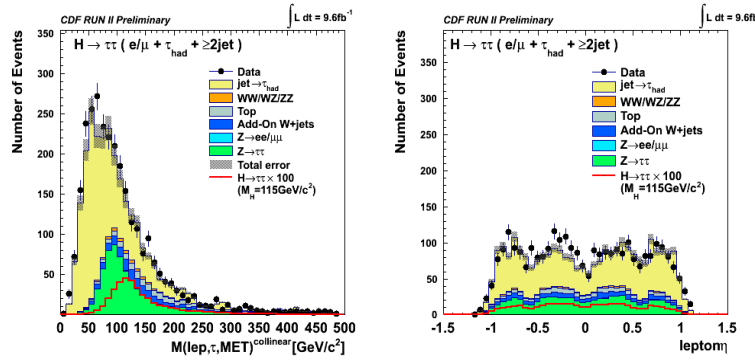 CDF RUN II Preliminary
∫ L dt = 9.6fb⁻¹
H → ττ ( e/μ + τhad + ≥2jet)
Number of Events
350
300
250
200
150
100
50
Data
jet→τhad
WW/WZ/ZZ
Top
Add-On W+jets
Z→ee/μμ
Z→ττ
Total error
H→ττ × 100
(MH=115GeV/c²)
0 50 100 150 200 250 300 350 400 450 500
M(lep,τ,MET)collinear[GeV/c²]
CDF RUN II Preliminary
∫ L dt = 9.6f
H → ττ ( e/μ + τhad + ≥2jet)
Number of Events
400
350
300
250
200
150
100
50
Data
jet→τhad
WW/WZ/ZZ
Top
Add-On W+jets
Z→ee/μμ
Z→ττ
Total error
H→ττ × 100
(MH=115GeV/c²)
-1.5 -1 -0.5 0.0 0.5 1 1.5
leptomη